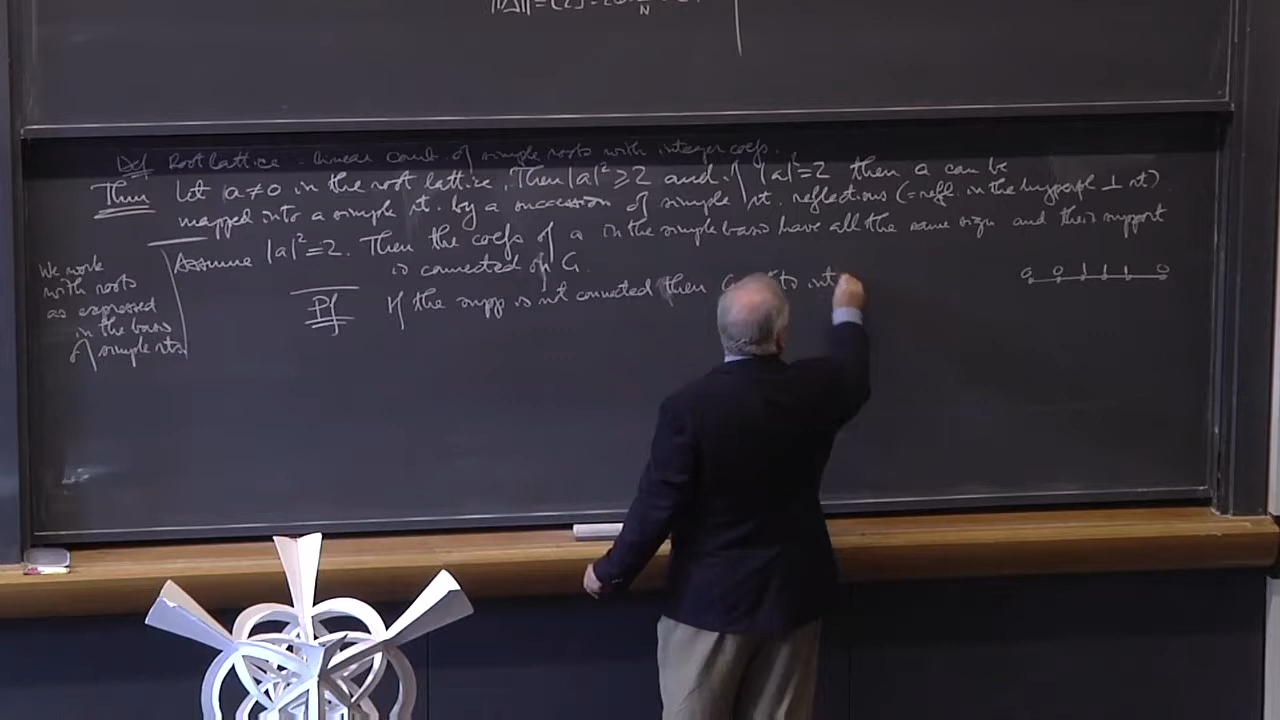 Def Root lattice = linear comb. of simple roots with integer coefs.
Thm Let a≠0 in the root lattice. Then |a|²≥2 and if |a|²=2 then a can be
mapped into a simple rt. by a succession of simple rt. reflections (=refl. in the hyperpl ⊥ rt).
Assume |a|²=2. Then the coefs of a in the simple basis have all the same sign and their support
is connected of G.
We work
with roots
as expressed
in the basis
of simple rts
Pf If the supp is not connected then a into